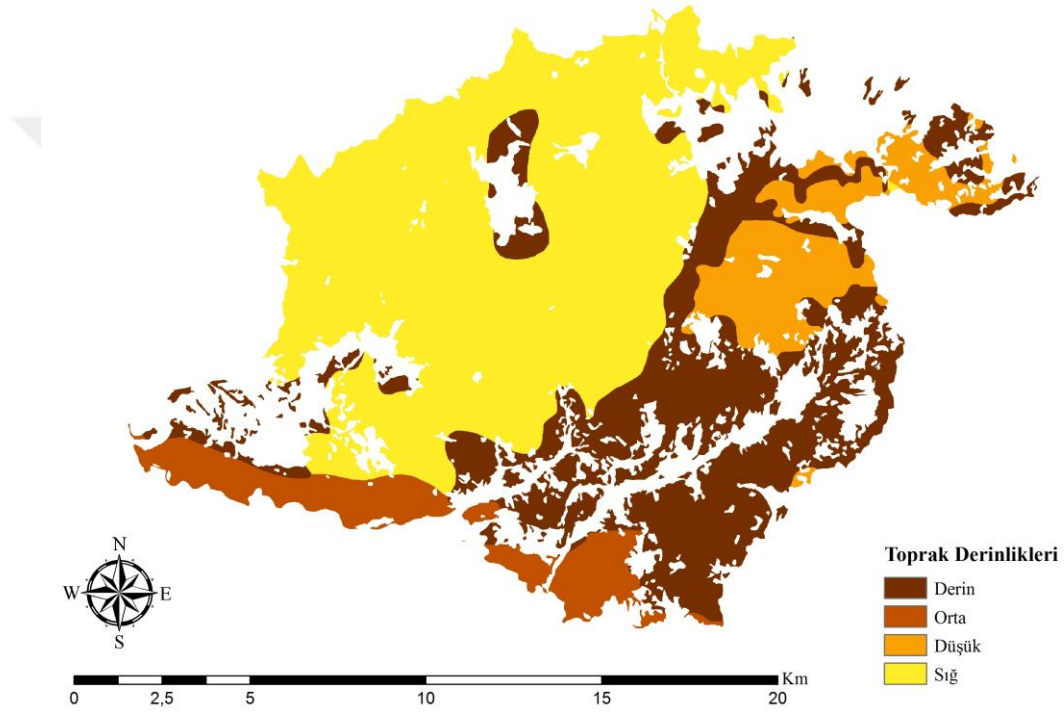 N
W E
S
Toprak Derinlikleri
Derin
Orta
Düşük
Sığ
Km
0 2,5 5 10 15 20